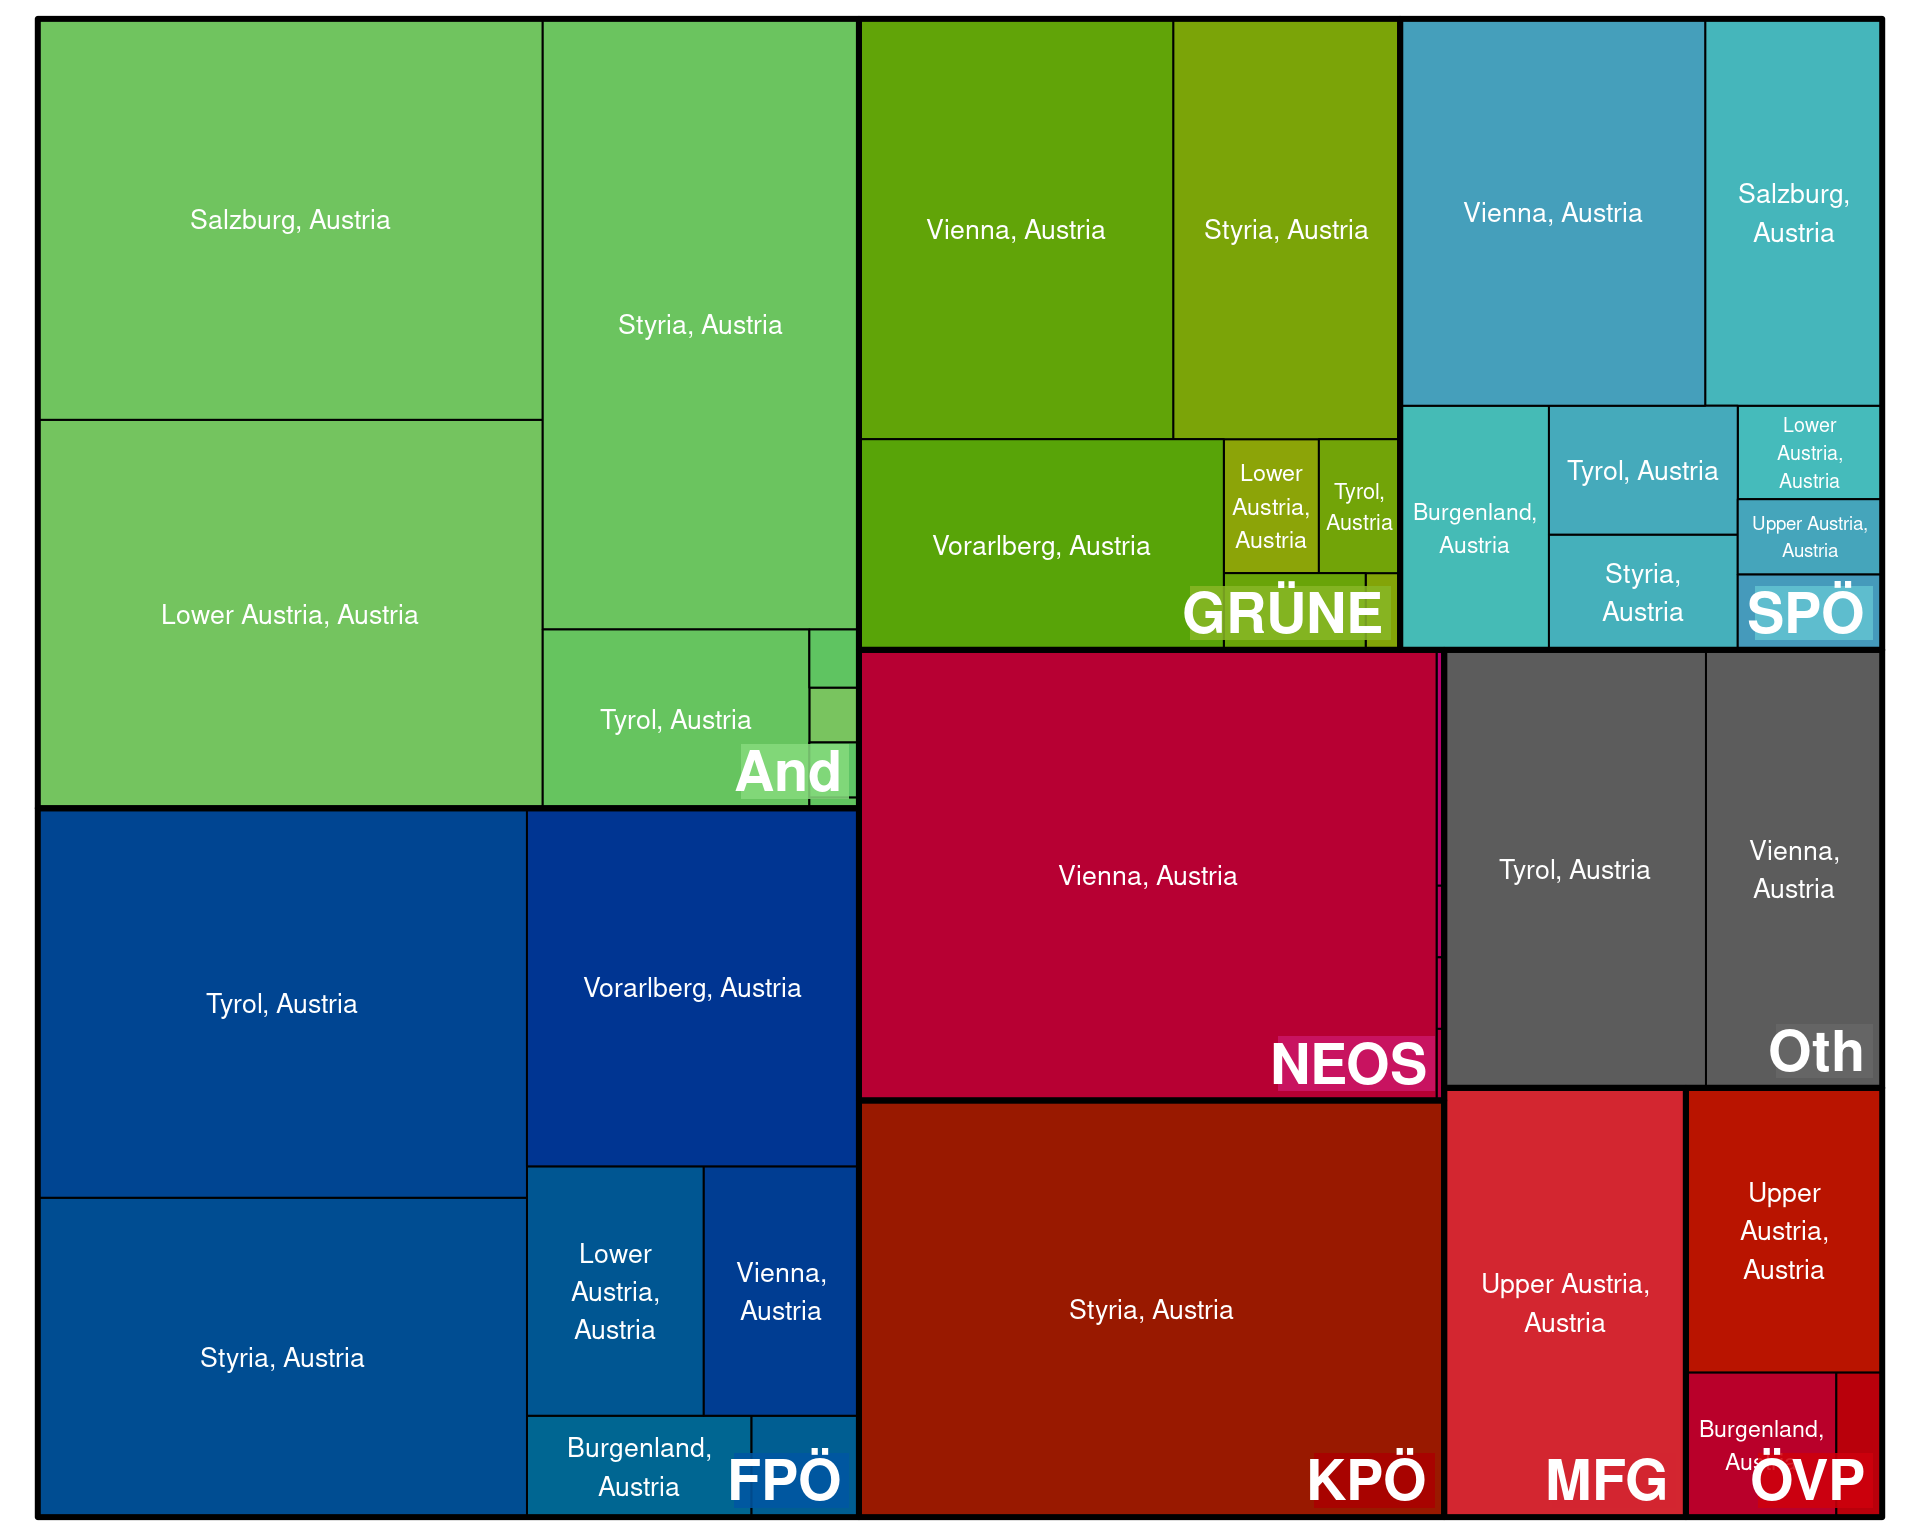 Salzburg, Austria
Lower Austria, Austria
Styria, Austria
Tyrol, Austria
And
Vienna, Austria
Styria, Austria
Vorarlberg, Austria
Lower
Austria,
Austria
Tyrol,
Austria
GRÜNE
Vienna, Austria
Salzburg,
Austria
Burgenland,
Austria
Tyrol, Austria
Styria,
Austria
Lower
Austria,
Austria
Upper Austria,
Austria
SPÖ
Tyrol, Austria
Styria, Austria
Vorarlberg, Austria
Lower
Austria,
Austria
Vienna,
Austria
Burgenland,
Austria
FPÖ
Vienna, Austria
NEOS
Styria, Austria
KPÖ
Tyrol, Austria
Vienna,
Austria
Oth
Upper Austria,
Austria
MFG
Upper
Austria,
Austria
Burgenland,
ÖVP